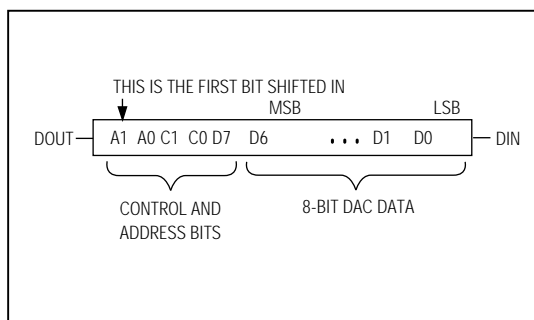 THIS IS THE FIRST BIT SHIFTED IN
MSB LSB
DOUT A1 A0 C1 C0 D7 D6 ... D1 D0 DIN
CONTROL AND
ADDRESS BITS
8-BIT DAC DATA